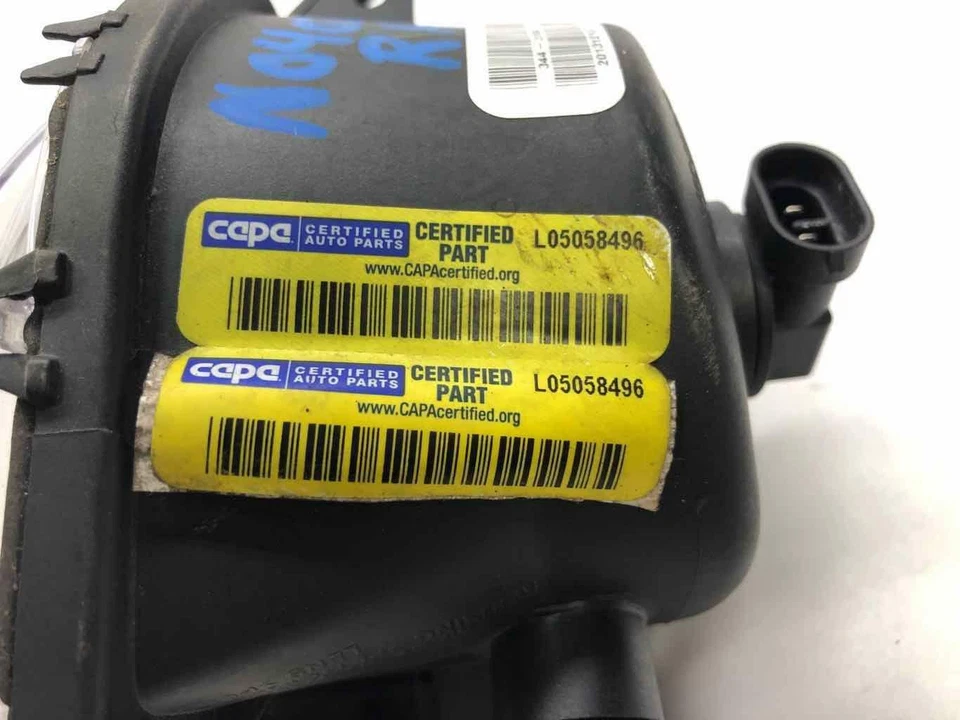 344-
capa. CERTIFIED AUTO PARTS CERTIFIED PART L05058496
www.CAPAcertified.org
capa. CERTIFIED AUTO PARTS CERTIFIED PART L05058496
www.CAPAcertified.org